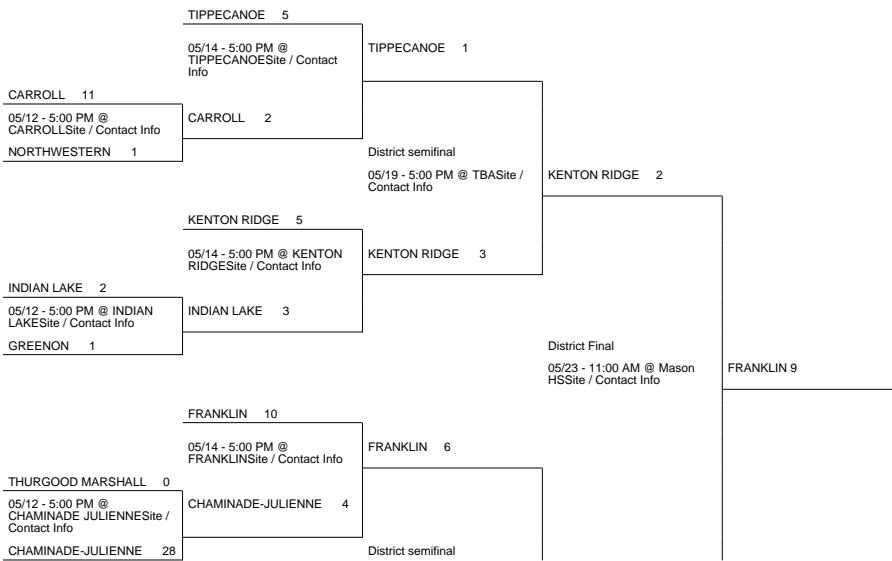 TIPPECANOE 5
05/14 - 5:00 PM @
TIPPECANOESite / Contact
Info
TIPPECANOE 1
CARROLL 11
05/12 - 5:00 PM @
CARROLLSite / Contact Info
CARROLL 2
NORTHWESTERN 1
District semifinal
05/19 - 5:00 PM @ TBASite /
Contact Info
KENTON RIDGE 2
KENTON RIDGE 5
05/14 - 5:00 PM @ KENTON
RIDGESite / Contact Info
KENTON RIDGE 3
INDIAN LAKE 2
05/12 - 5:00 PM @ INDIAN
LAKESite / Contact Info
INDIAN LAKE 3
GREENON 1
District Final
05/23 - 11:00 AM @ Mason
HSSite / Contact Info
FRANKLIN 9
FRANKLIN 10
05/14 - 5:00 PM @
FRANKLINSite / Contact Info
FRANKLIN 6
THURGOOD MARSHALL 0
05/12 - 5:00 PM @
CHAMINADE JULIENNESite /
Contact Info
CHAMINADE-JULIENNE 4
CHAMINADE-JULIENNE 28
District semifinal